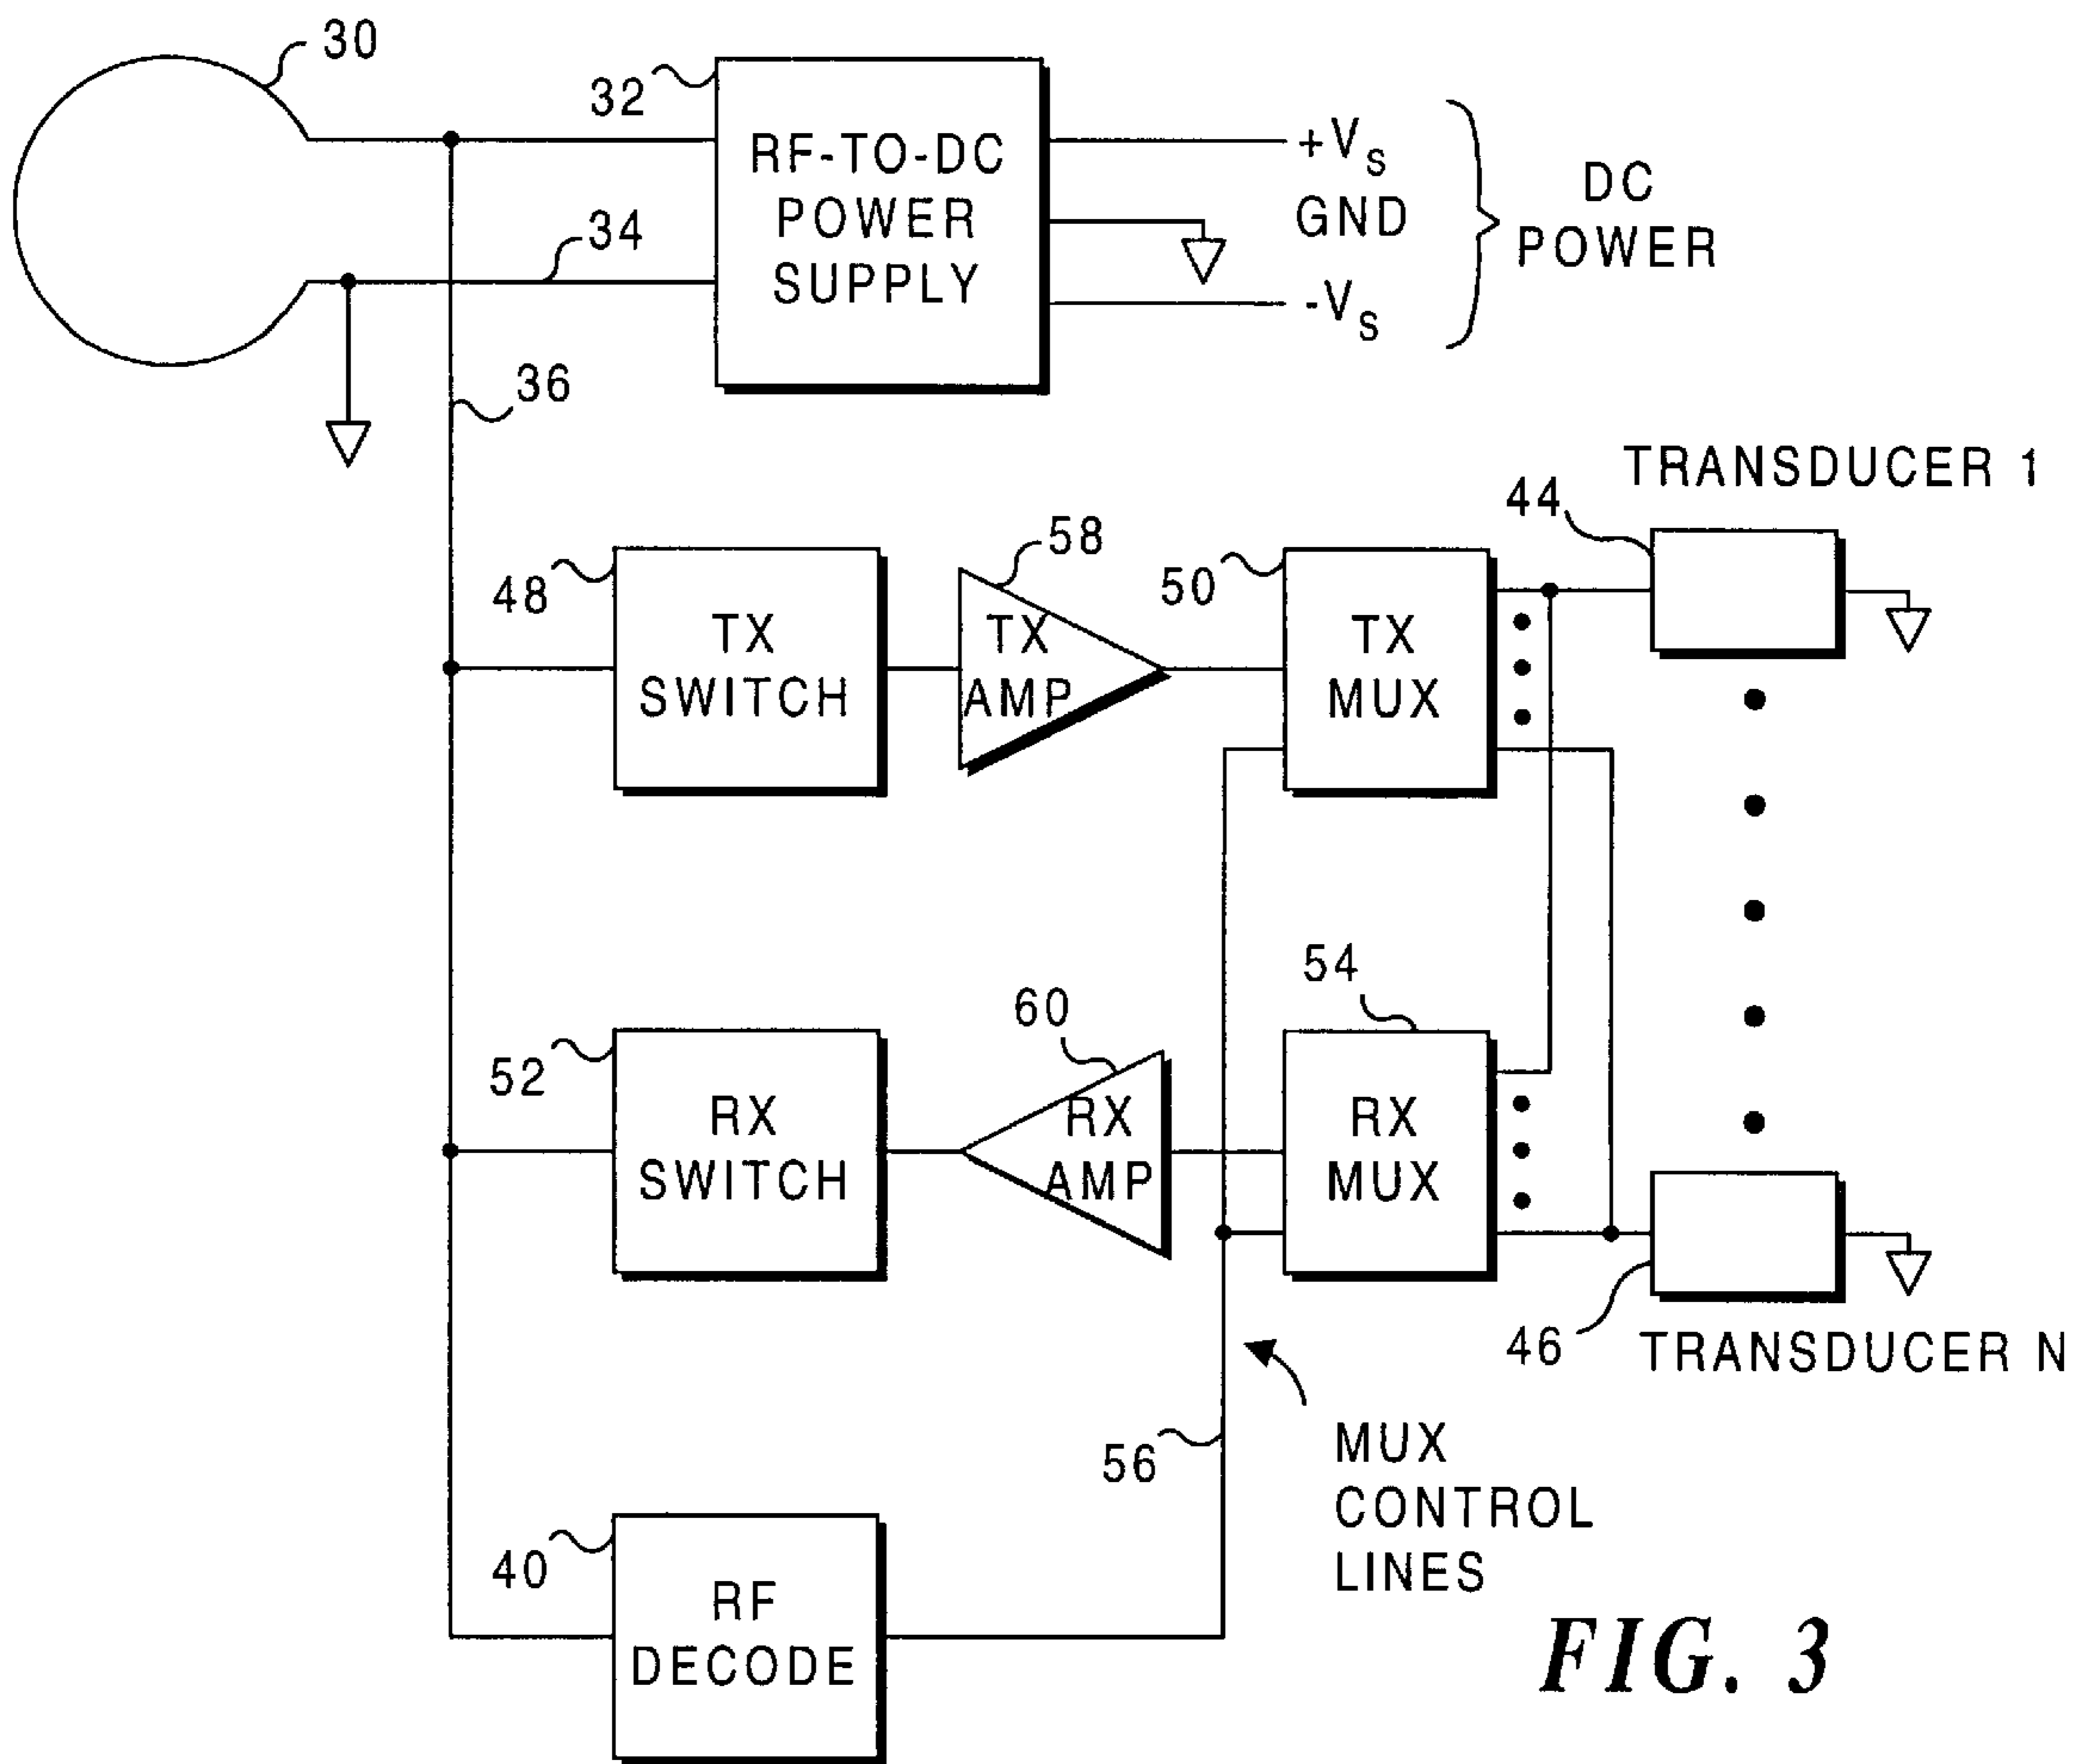 30
32
RF-TO-DC
POWER
SUPPLY
+VS
GND
-VS
DC
POWER
34
36
TRANSDUCER 1
44
48
TX
SWITCH
58
TX
AMP
50
TX
MUX
52
RX
SWITCH
60
RX
AMP
54
RX
MUX
46
TRANSDUCER N
56
MUX
CONTROL
LINES
40
RF
DECODE
FIG. 3